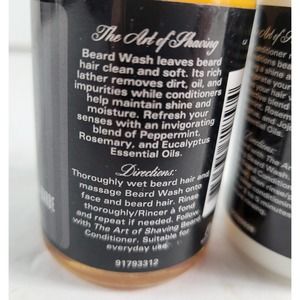 The Art of Shaving
Beard Wash leaves beard
hair clean and soft. Its rich
lather removes dirt, oil, and
impurities while conditioners
help maintain shine and
moisture. Refresh your
senses with an invigorating
blend of Peppermint,
Rosemary, and Eucalyptus
Essential Oils.
Directions:
Thoroughly wet beard hair and
massage Beard Wash onto
face and beard hair. Rinse
thoroughly/Rincer à fond
and repeat if needed. Follow
with The Art of Shaving Beard
Conditioner. Suitable for
everyday use.
91793312